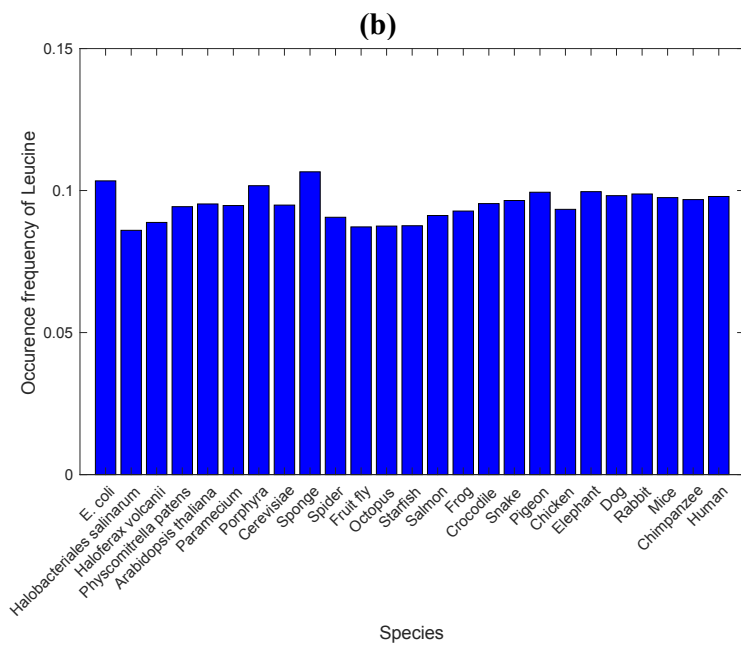 (b)
0.15
0.1
0.05
0
Occurence frequency of Leucine
E. coli
Halobacteriales salinarum
Haloferax volcanii
Physcomitrella patens
Arabidopsis thaliana
Paramecium
Porphyra
Cerevisiae
Sponge
Spider
Fruit fly
Octopus
Starfish
Salmon
Frog
Crocodile
Snake
Pigeon
Chicken
Elephant
Dog
Rabbit
Mice
Chimpanzee
Human
Species